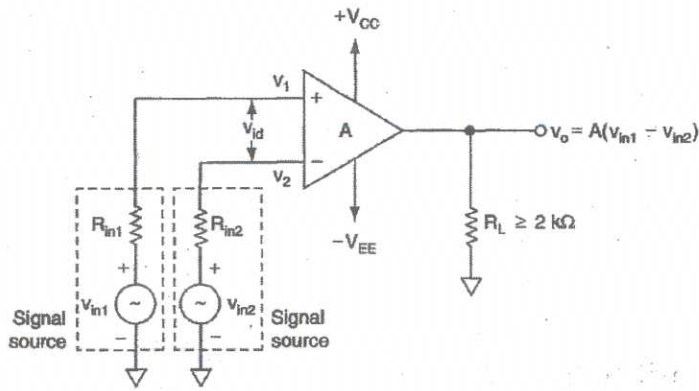 +V_CC
v_1
+
v_id
A
v_o = A(v_in1 − v_in2)
−
v_2
R_in1
R_in2
−V_EE
R_L ≥ 2 kΩ
+
+
v_in1
~
v_in2
~
Signal source
−
−
Signal source